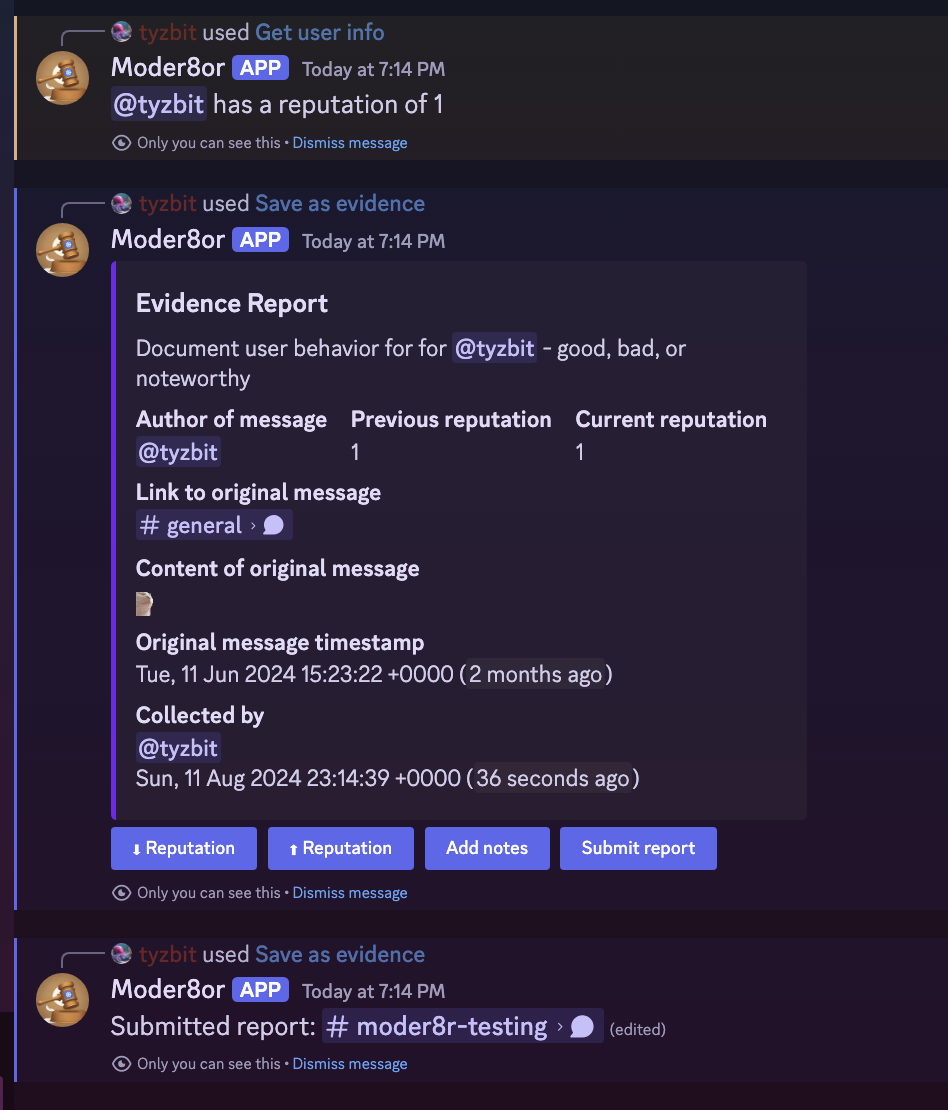 tyzbit used Get user info
Moder8or APP Today at 7:14 PM
@tyzbit has a reputation of 1
Only you can see this • Dismiss message
tyzbit used Save as evidence
Moder8or APP Today at 7:14 PM
Evidence Report
Document user behavior for for @tyzbit - good, bad, or
noteworthy
Author of message Previous reputation Current reputation
@tyzbit 1 1
Link to original message
# general ›
Content of original message
Original message timestamp
Tue, 11 Jun 2024 15:23:22 +0000 (2 months ago)
Collected by
@tyzbit
Sun, 11 Aug 2024 23:14:39 +0000 (36 seconds ago)
⬇ Reputation ⬆ Reputation Add notes Submit report
Only you can see this • Dismiss message
tyzbit used Save as evidence
Moder8or APP Today at 7:14 PM
Submitted report: # moder8r-testing › (edited)
Only you can see this • Dismiss message